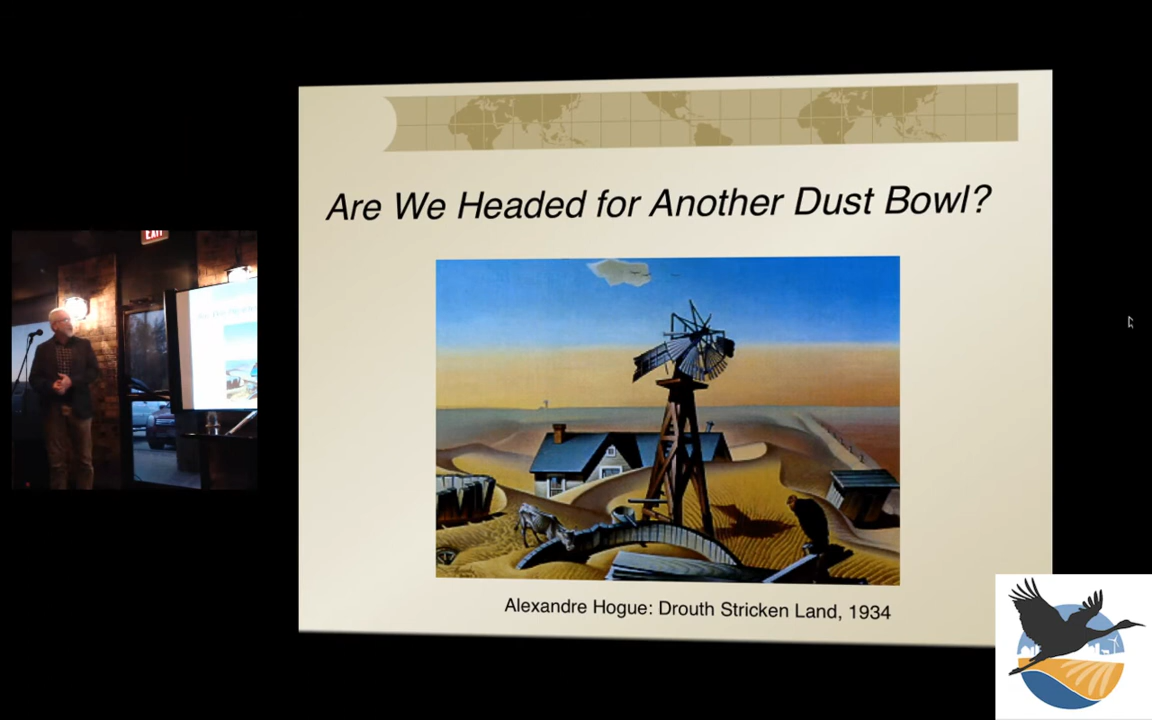 EXIT
Are We Headed for Another Dust Bowl?
Alexandre Hogue: Drouth Stricken Land, 1934